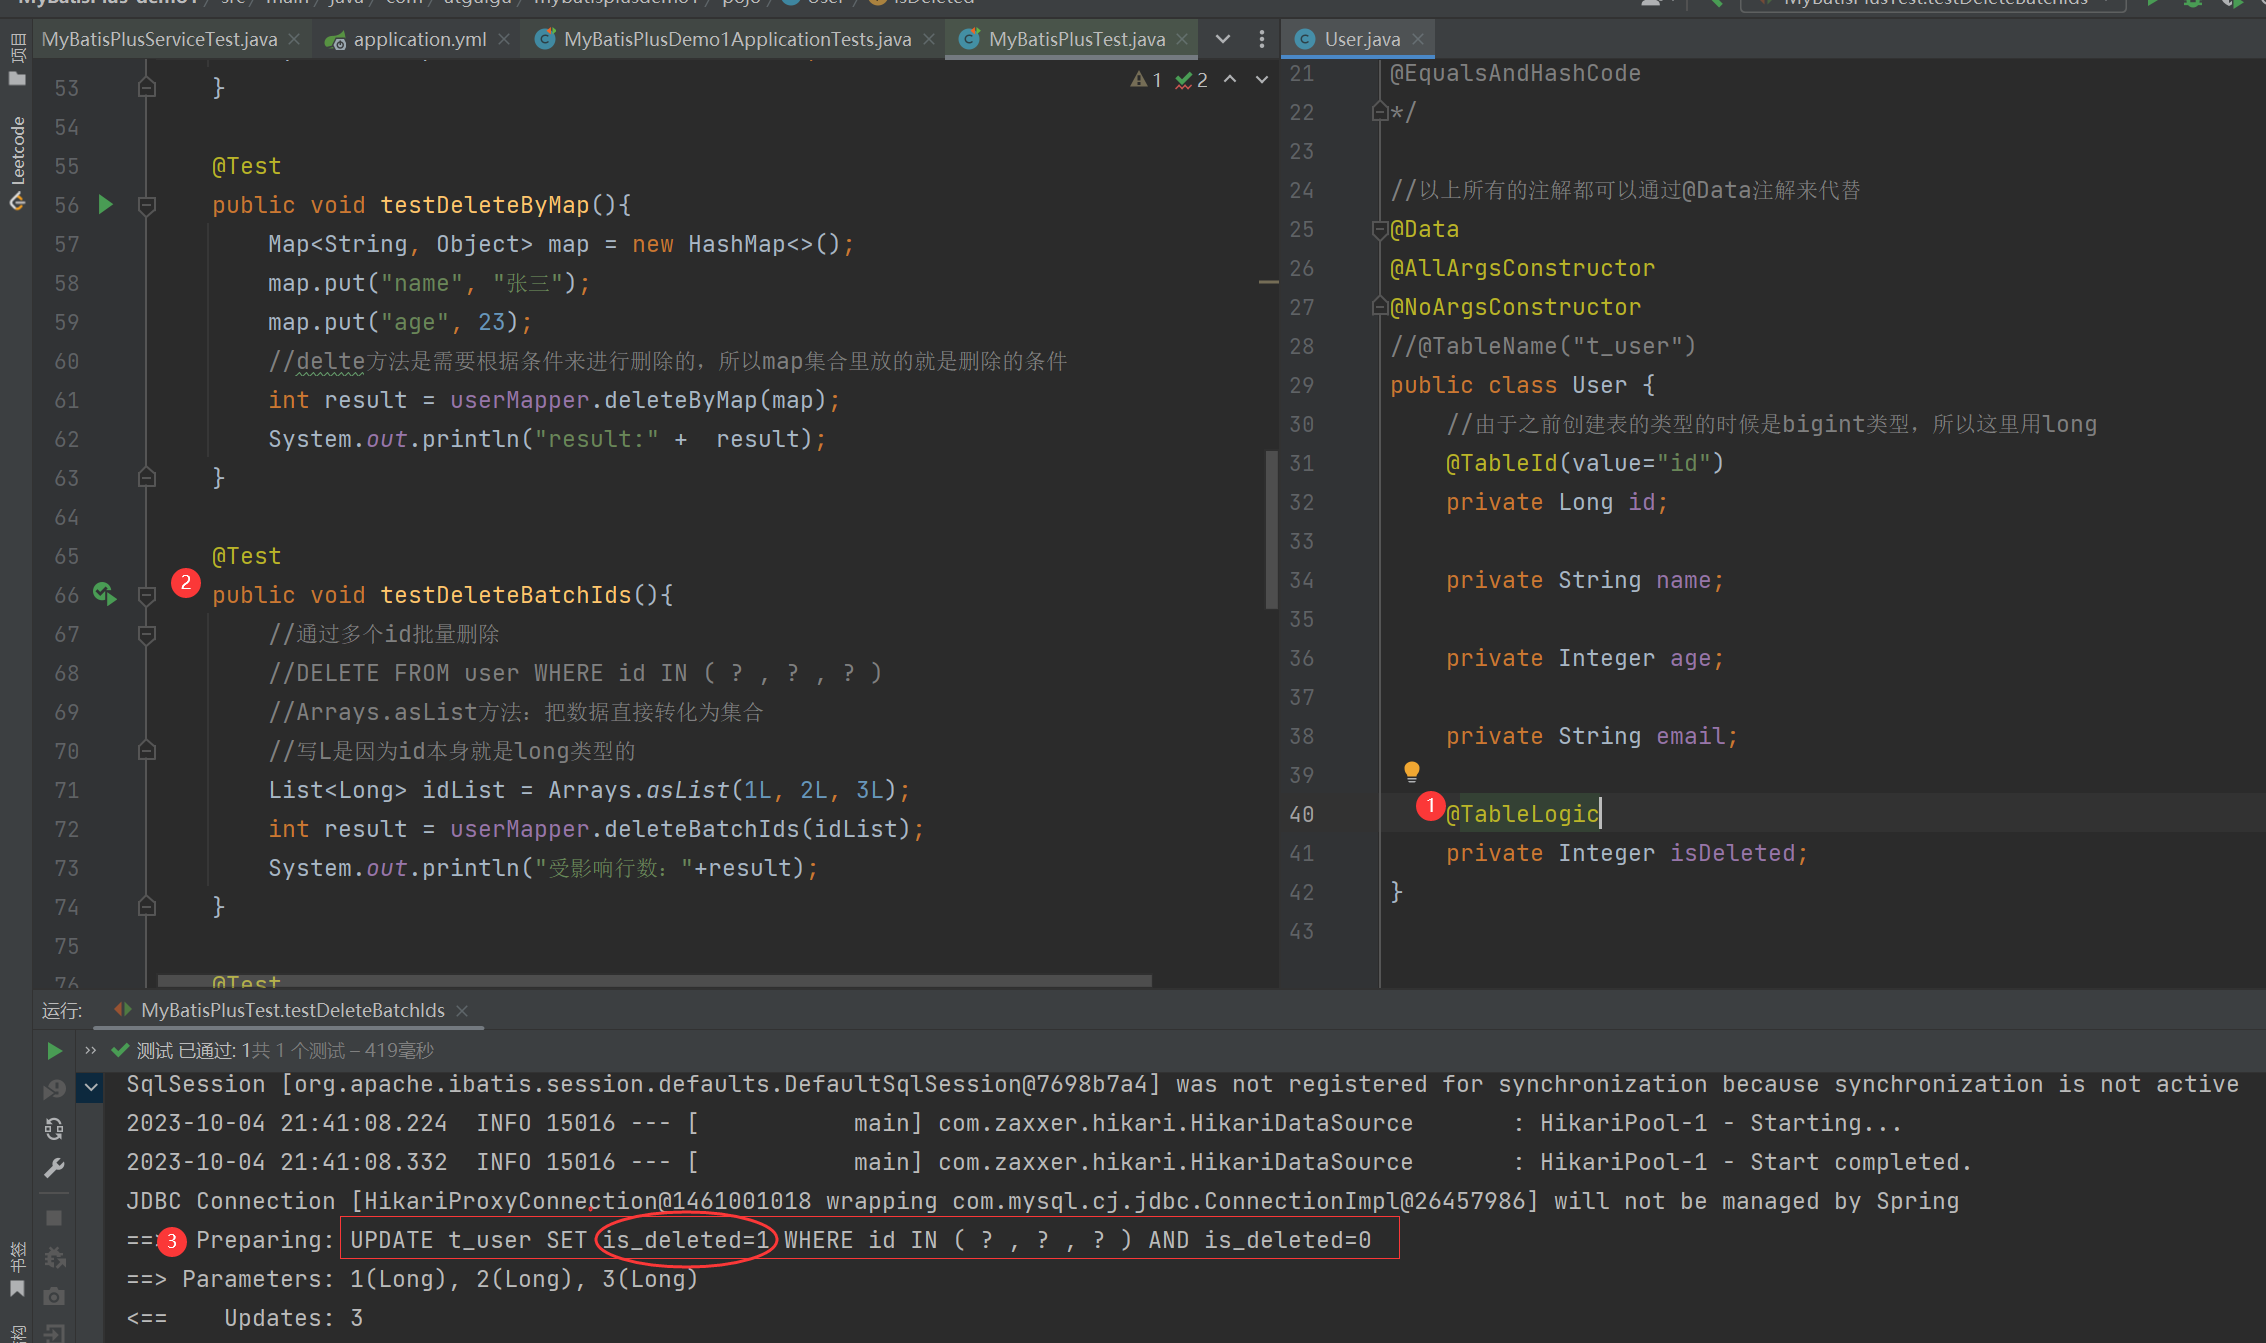 MyBatisPlus-demo1 / src / main / java / com / atguigu / mybatisplusdemo1 / pojo / User / isDeleted
MyBatisPlusTest.testDeleteBatchIds
MyBatisPlusServiceTest.java
application.yml
MyBatisPlusDemo1ApplicationTests.java
MyBatisPlusTest.java
User.java
项目
Leetcode
书签
1 2
53 }
54
55 @Test
56 public void testDeleteByMap(){
57 Map<String, Object> map = new HashMap<>();
58 map.put("name", "张三");
59 map.put("age", 23);
60 //delte方法是需要根据条件来进行删除的，所以map集合里放的就是删除的条件
61 int result = userMapper.deleteByMap(map);
62 System.out.println("result:" +  result);
63 }
64
65 @Test
2
66 public void testDeleteBatchIds(){
67 //通过多个id批量删除
68 //DELETE FROM user WHERE id IN ( ? , ? , ? )
69 //Arrays.asList方法：把数据直接转化为集合
70 //写L是因为id本身就是long类型的
71 List<Long> idList = Arrays.asList(1L, 2L, 3L);
72 int result = userMapper.deleteBatchIds(idList);
73 System.out.println("受影响行数："+result);
74 }
75
76 @Test
21 @EqualsAndHashCode
22 */
23
24 //以上所有的注解都可以通过@Data注解来代替
25 @Data
26 @AllArgsConstructor
27 @NoArgsConstructor
28 //@TableName("t_user")
29 public class User {
30 //由于之前创建表的类型的时候是bigint类型，所以这里用long
31 @TableId(value="id")
32 private Long id;
33
34 private String name;
35
36 private Integer age;
37
38 private String email;
39
1
40 @TableLogic
41 private Integer isDeleted;
42 }
43
运行: MyBatisPlusTest.testDeleteBatchIds
测试 已通过: 1共 1 个测试 – 419毫秒
SqlSession [org.apache.ibatis.session.defaults.DefaultSqlSession@7698b7a4] was not registered for synchronization because synchronization is not active
2023-10-04 21:41:08.224  INFO 15016 --- [           main] com.zaxxer.hikari.HikariDataSource       : HikariPool-1 - Starting...
2023-10-04 21:41:08.332  INFO 15016 --- [           main] com.zaxxer.hikari.HikariDataSource       : HikariPool-1 - Start completed.
JDBC Connection [HikariProxyConnection@1461001018 wrapping com.mysql.cj.jdbc.ConnectionImpl@26457986] will not be managed by Spring
3
==>  Preparing: UPDATE t_user SET is_deleted=1 WHERE id IN ( ? , ? , ? ) AND is_deleted=0
==> Parameters: 1(Long), 2(Long), 3(Long)
<==    Updates: 3